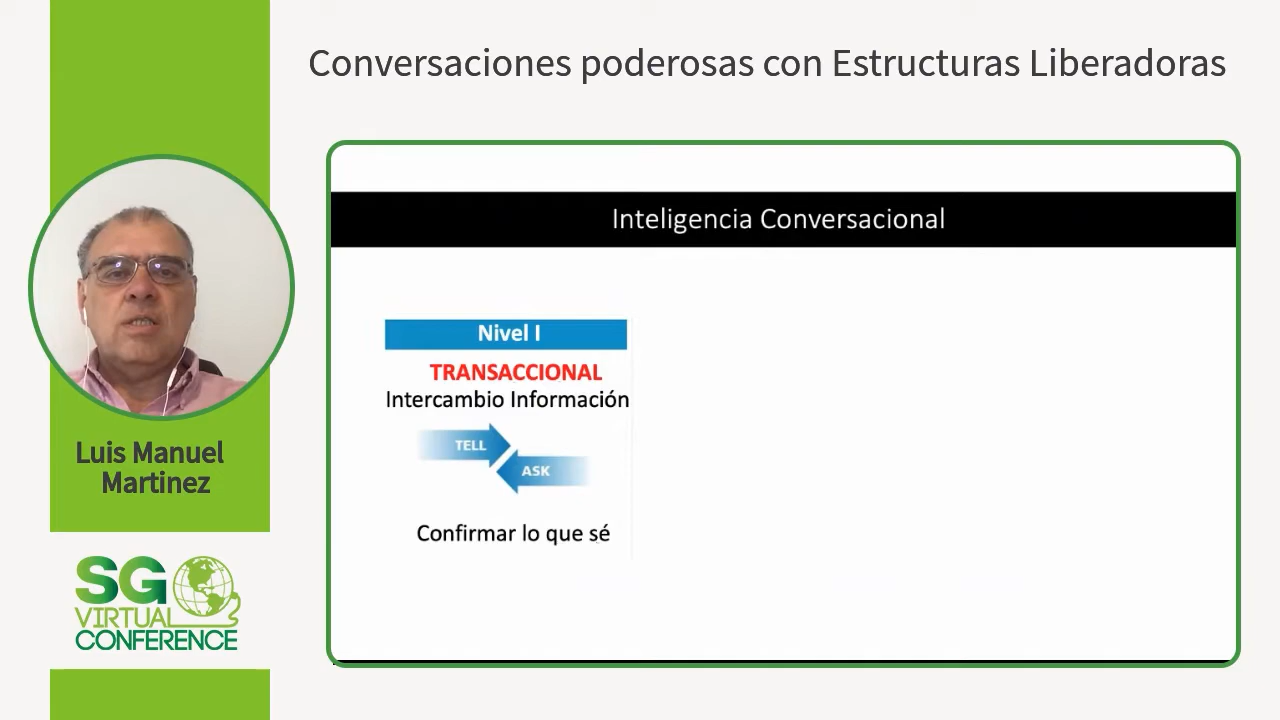 Conversaciones poderosas con Estructuras Liberadoras
Luis Manuel
Martinez
SG
VIRTUAL
CONFERENCE
Inteligencia Conversacional
Nivel I
TRANSACCIONAL
Intercambio Información
TELL
ASK
Confirmar lo que sé